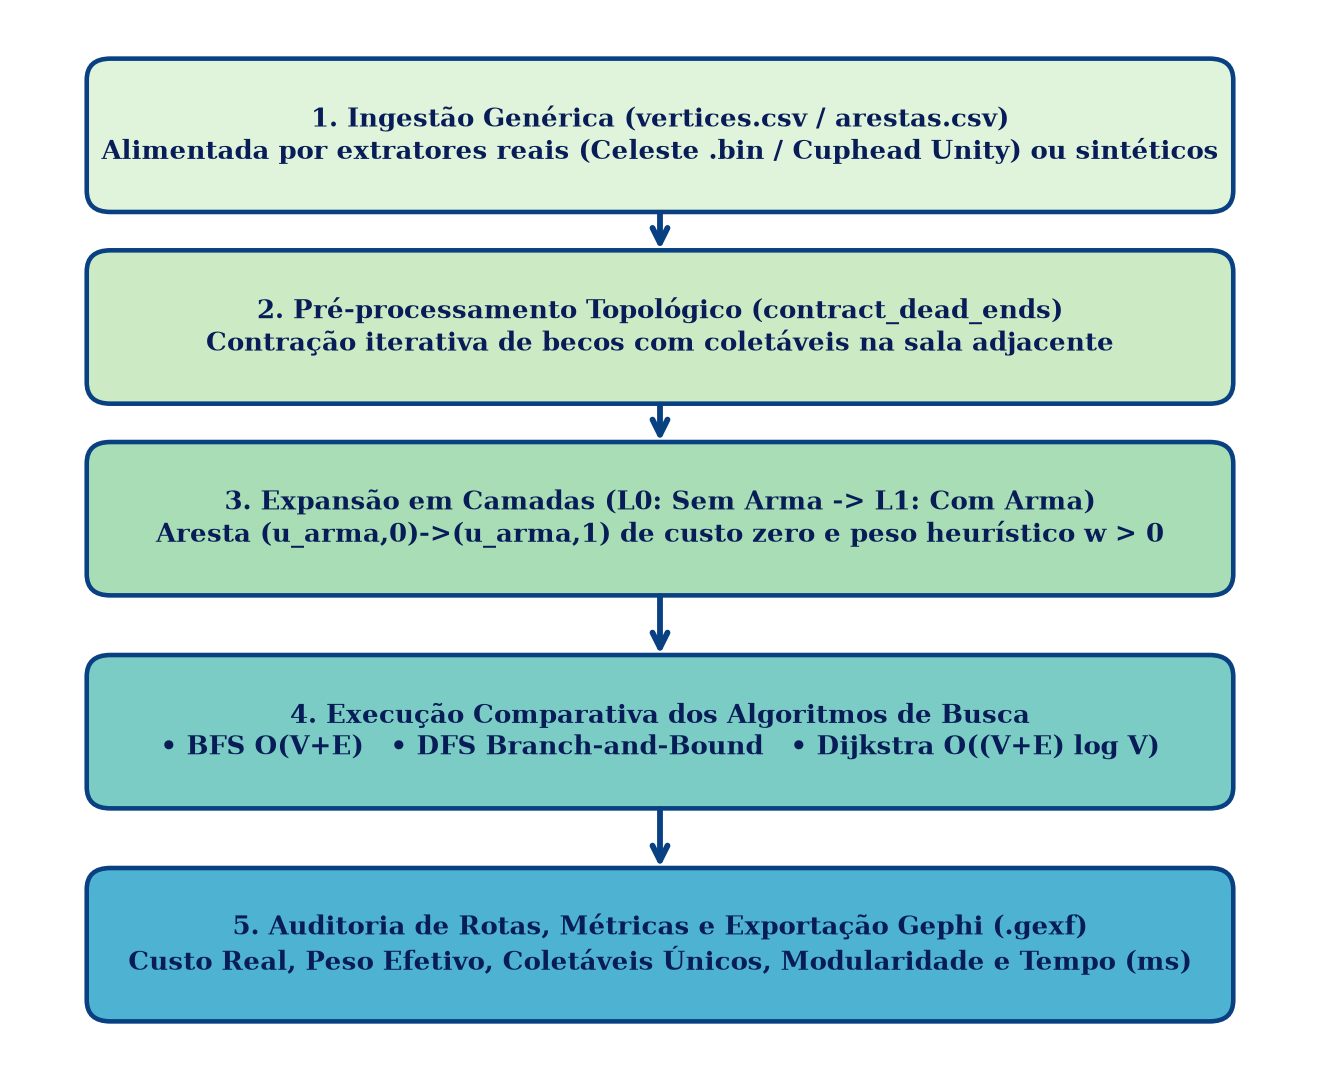 1. Ingestão Genérica (vertices.csv / arestas.csv)
Alimentada por extratores reais (Celeste .bin / Cuphead Unity) ou sintéticos
2. Pré-processamento Topológico (contract_dead_ends)
Contração iterativa de becos com coletáveis na sala adjacente
3. Expansão em Camadas (L0: Sem Arma -> L1: Com Arma)
Aresta (u_arma,0)->(u_arma,1) de custo zero e peso heurístico w > 0
4. Execução Comparativa dos Algoritmos de Busca
• BFS O(V+E) • DFS Branch-and-Bound • Dijkstra O((V+E) log V)
5. Auditoria de Rotas, Métricas e Exportação Gephi (.gexf)
Custo Real, Peso Efetivo, Coletáveis Únicos, Modularidade e Tempo (ms)